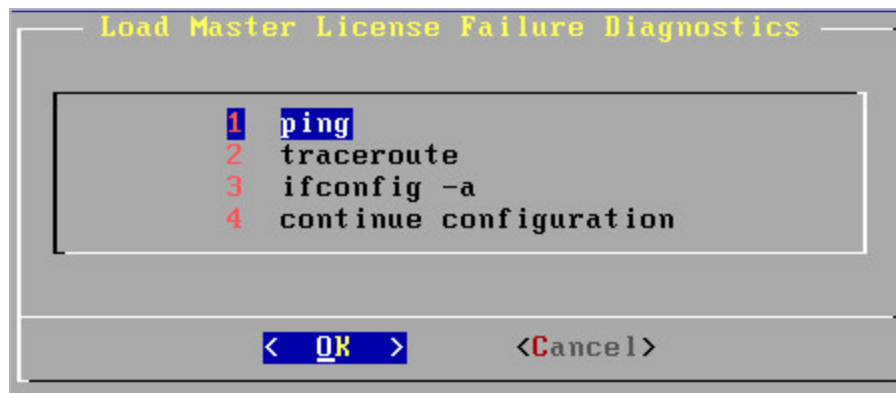 Load Master License Failure Diagnostics
1 ping
2 traceroute
3 ifconfig -a
4 continue configuration
< OK > <Cancel>